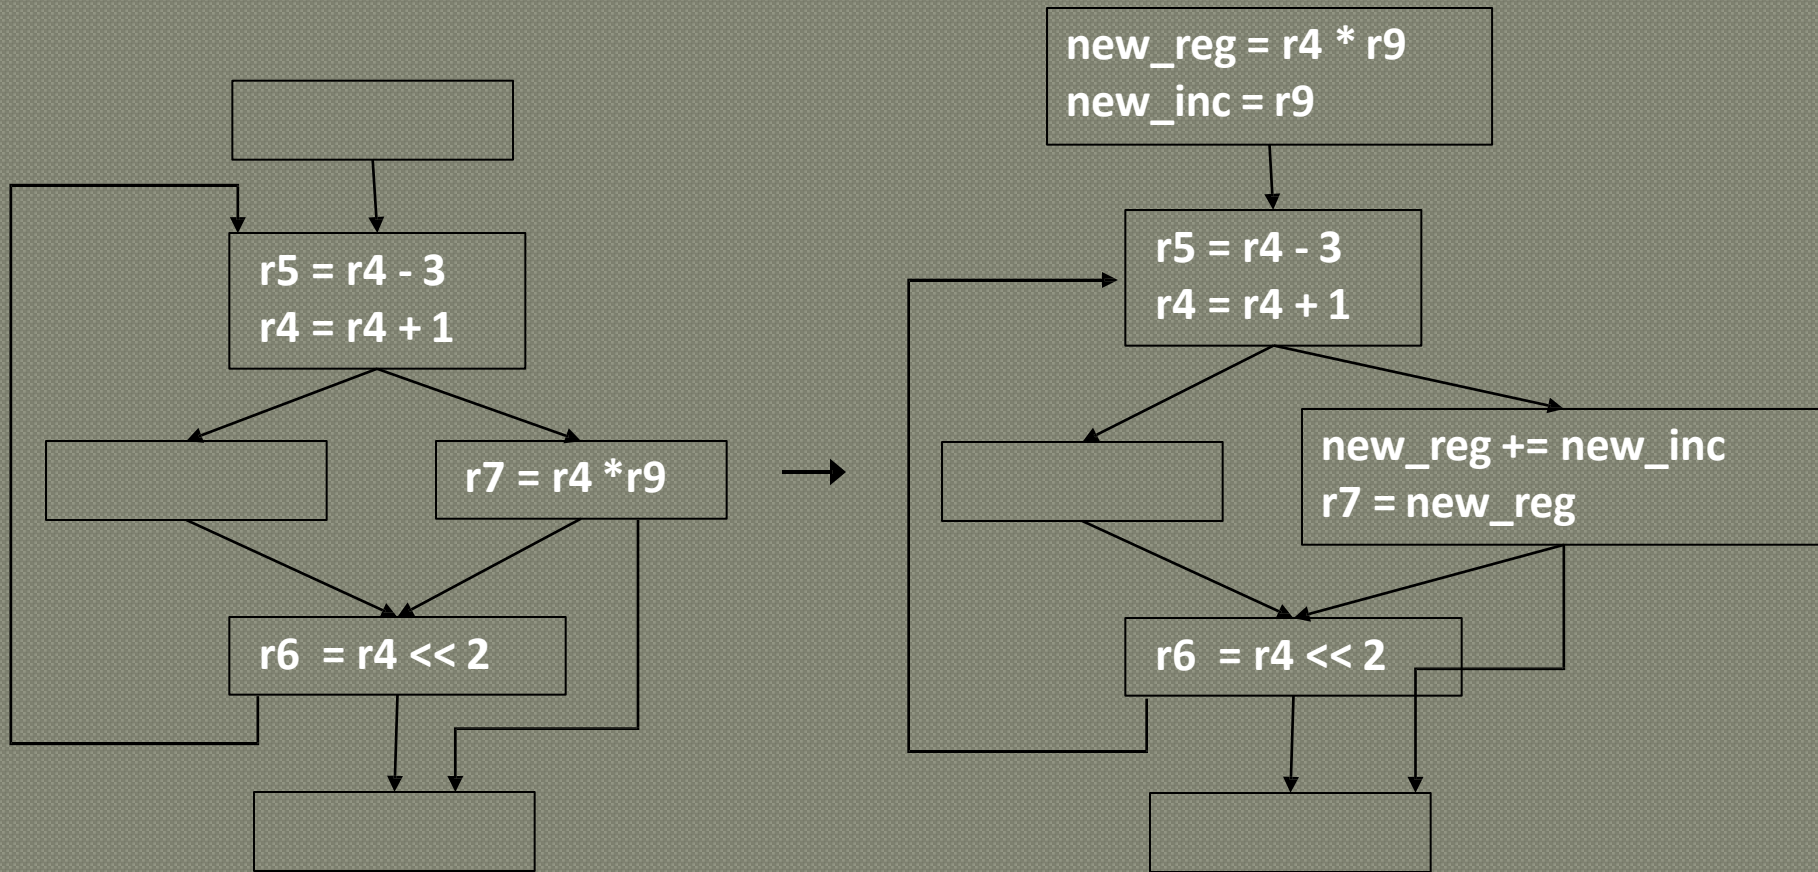 r5 = r4 - 3
r4 = r4 + 1
r7 = r4 *r9
r6  = r4 << 2
new_reg = r4 * r9
new_inc = r9
r5 = r4 - 3
r4 = r4 + 1
new_reg += new_inc
r7 = new_reg
r6  = r4 << 2